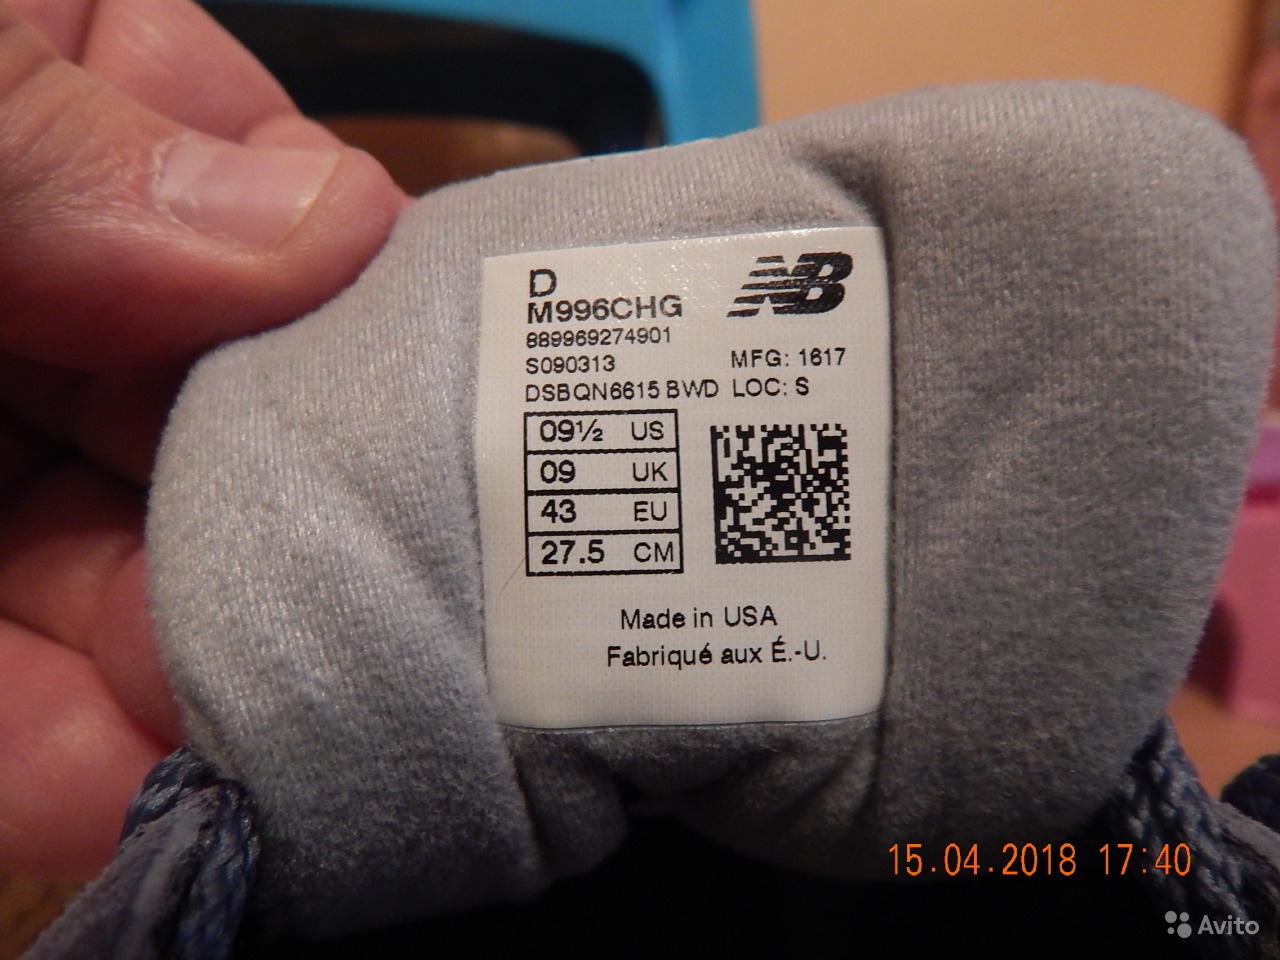 D
M996CHG
NB
889969274901
S090313 MFG: 1617
DSBQN6615 BWD LOC: S
09½ US
09 UK
43 EU
27.5 CM
Made in USA
Fabriqué aux É.-U.
15.04.2018 17:40
Avito